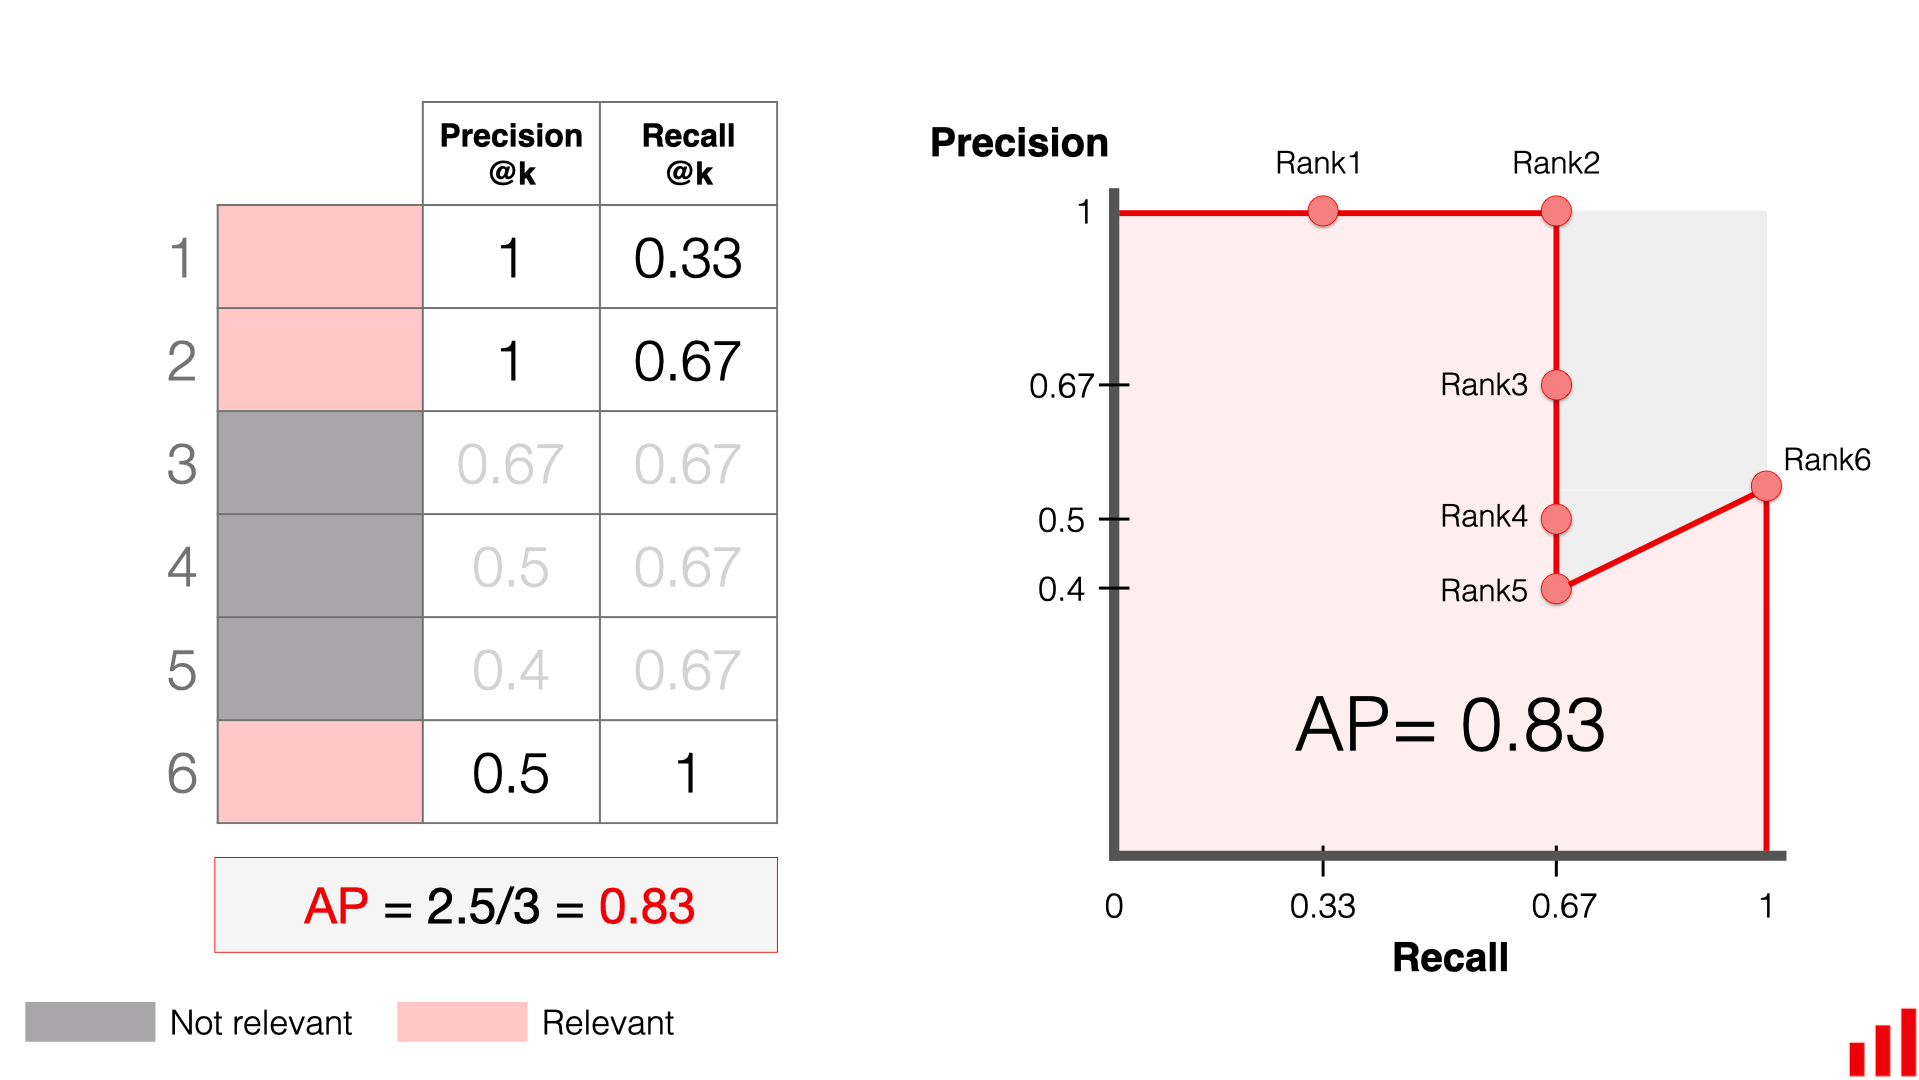 Precision @k
Recall @k
1 1 0.33
2 1 0.67
3 0.67 0.67
4 0.5 0.67
5 0.4 0.67
6 0.5 1
AP = 2.5/3 = 0.83
Not relevant
Relevant
Precision
Rank1
Rank2
1
0.67
Rank3
Rank6
0.5
Rank4
0.4
Rank5
AP= 0.83
0
0.33
0.67
1
Recall